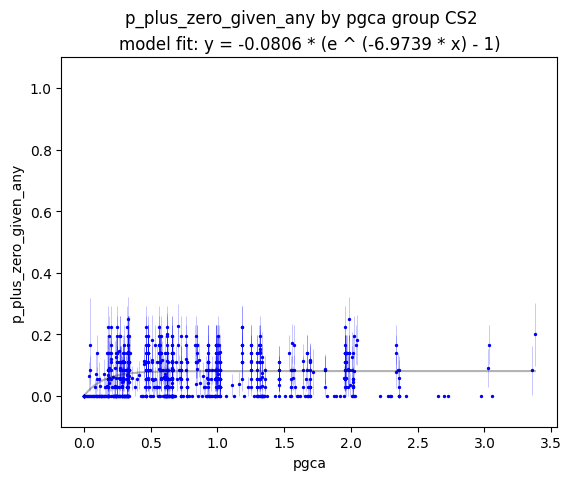 p_plus_zero_given_any by pgca group CS2
model fit: y = -0.0806 * (e ^ (-6.9739 * x) - 1)
1.0
0.8
0.6
0.4
0.2
0.0
p_plus_zero_given_any
0.0 0.5 1.0 1.5 2.0 2.5 3.0 3.5
pgca